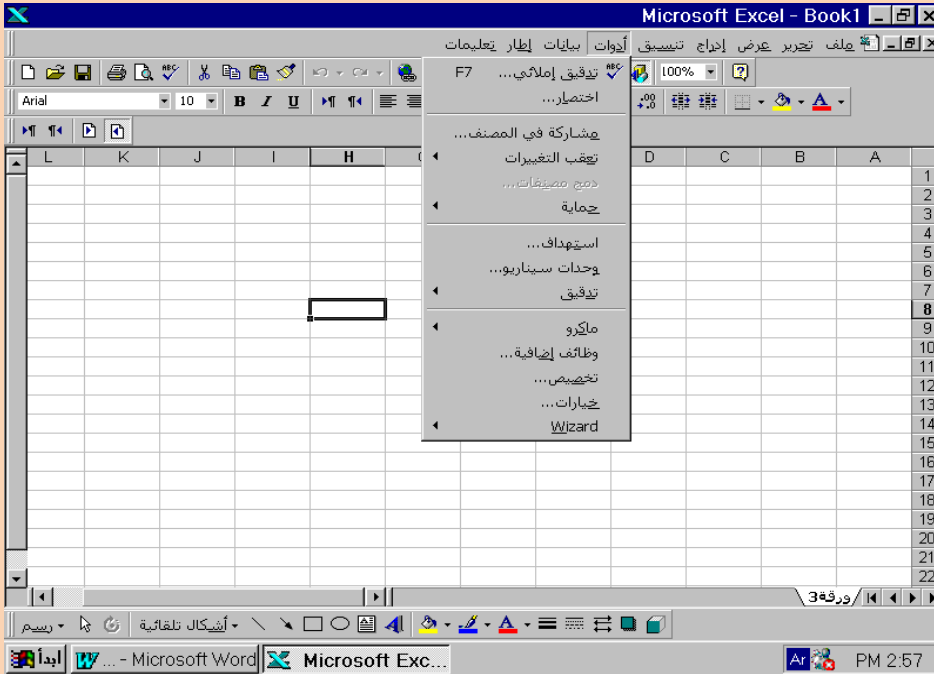 Microsoft Excel - Book1
ملف تحرير عرض إدراج تنسيق أدوات بيانات إطار تعليمات
100%
Arial 10 B I U
تدقيق إملائي... F7
اختصار...
مشاركة في المصنف...
تعقب التغييرات
دمج مصنفات...
حماية
استهداف...
وحدات سيناريو...
تدقيق
ماكرو
وظائف إضافية...
تخصيص...
خيارات...
Wizard
A B C D H I J K L
1
2
3
4
5
6
7
8
9
10
11
12
13
14
15
16
17
18
19
20
21
22
ورقة3
رسم أشكال تلقائية
ابدأ ... - Microsoft Word Microsoft Exc... Ar PM 2:57